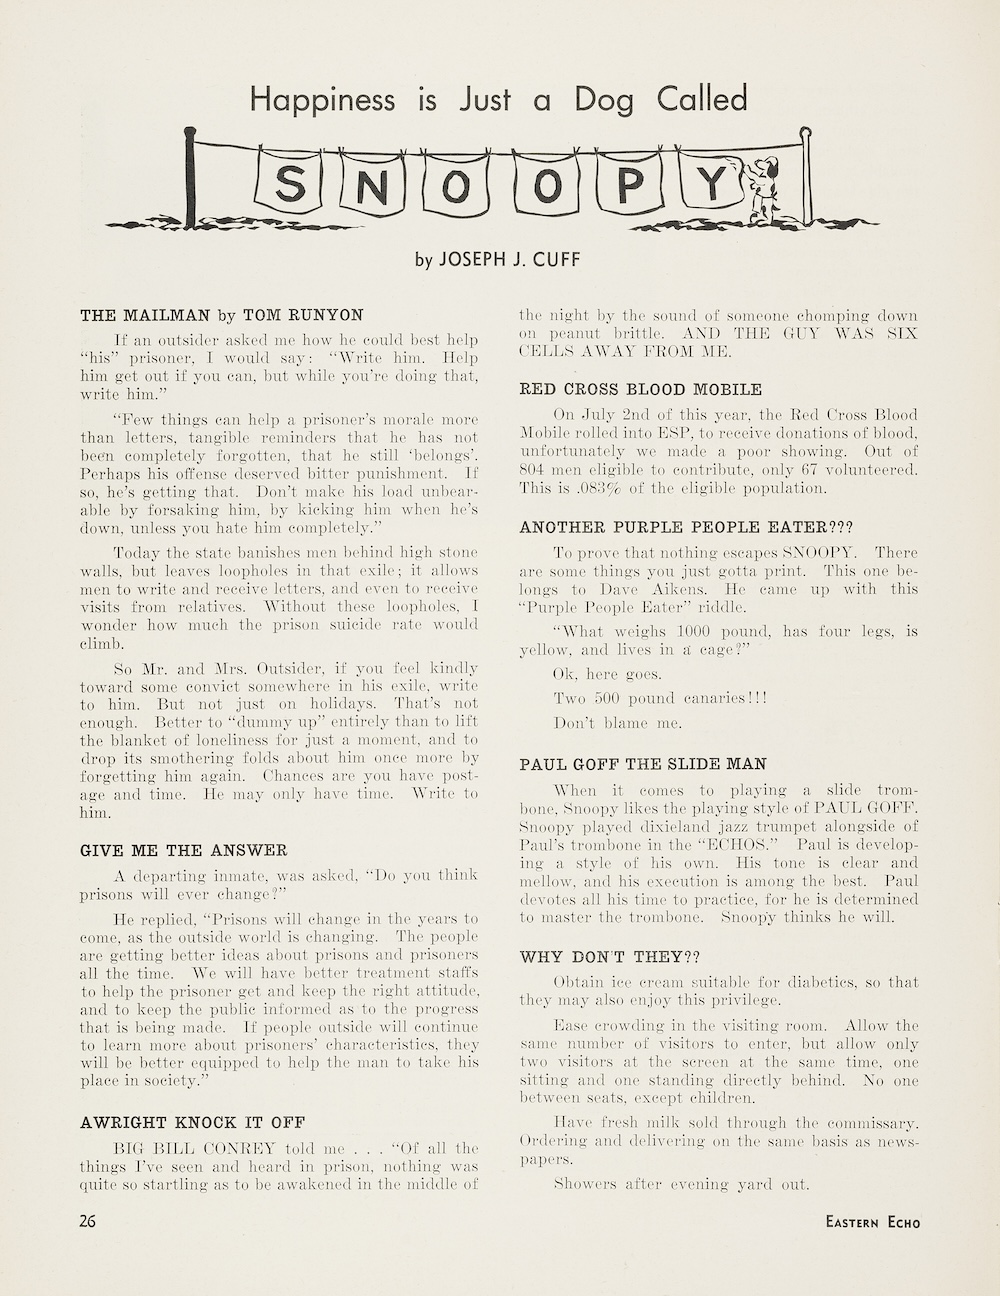 Happiness is Just a Dog Called
SNOOPY
by JOSEPH J. CUFF
THE MAILMAN by TOM RUNYON
If an outsider asked me how he could best help
“his” prisoner, I would say: “Write him. Help
him get out if you can, but while you’re doing that,
write him.”
“Few things can help a prisoner’s morale more
than letters, tangible reminders that he has not
been completely forgotten, that he still ‘belongs’.
Perhaps his offense deserved bitter punishment. If
so, he’s getting that. Don’t make his load unbear-
able by forsaking him, by kicking him when he’s
down, unless you hate him completely.”
Today the state banishes men behind high stone
walls, but leaves loopholes in that exile; it allows
men to write and receive letters, and even to receive
visits from relatives. Without these loopholes, I
wonder how much the prison suicide rate would
climb.
So Mr. and Mrs. Outsider, if you feel kindly
toward some convict somewhere in his exile, write
to him. But not just on holidays. That’s not
enough. Better to “dummy up” entirely than to lift
the blanket of loneliness for just a moment, and to
drop its smothering folds about him once more by
forgetting him again. Chances are you have post-
age and time. He may only have time. Write to
him.
GIVE ME THE ANSWER
A departing inmate, was asked, “Do you think
prisons will ever change?”
He replied, “Prisons will change in the years to
come, as the outside world is changing. The people
are getting better ideas about prisons and prisoners
all the time. We will have better treatment staffs
to help the prisoner get and keep the right attitude,
and to keep the public informed as to the progress
that is being made. If people outside will continue
to learn more about prisoners’ characteristics, they
will be better equipped to help the man to take his
place in society.”
AWRIGHT KNOCK IT OFF
BIG BILL CONREY told me . . . “Of all the
things I’ve seen and heard in prison, nothing was
quite so startling as to be awakened in the middle of
the night by the sound of someone chomping down
on peanut brittle. AND THE GUY WAS SIX
CELLS AWAY FROM ME.
RED CROSS BLOOD MOBILE
On July 2nd of this year, the Red Cross Blood
Mobile rolled into ESP, to receive donations of blood,
unfortunately we made a poor showing. Out of
804 men eligible to contribute, only 67 volunteered.
This is .083% of the eligible population.
ANOTHER PURPLE PEOPLE EATER???
To prove that nothing escapes SNOOPY. There
are some things you just gotta print. This one be-
longs to Dave Aikens. He came up with this
“Purple People Eater” riddle.
“What weighs 1000 pound, has four legs, is
yellow, and lives in a cage?”
Ok, here goes.
Two 500 pound canaries!!!
Don’t blame me.
PAUL GOFF THE SLIDE MAN
When it comes to playing a slide trom-
bone, Snoopy likes the playing style of PAUL GOFF.
Snoopy played dixieland jazz trumpet alongside of
Paul’s trombone in the “ECHOS.” Paul is develop-
ing a style of his own. His tone is clear and
mellow, and his execution is among the best. Paul
devotes all his time to practice, for he is determined
to master the trombone. Snoopy thinks he will.
WHY DON’T THEY??
Obtain ice cream suitable for diabetics, so that
they may also enjoy this privilege.
Ease crowding in the visiting room. Allow the
same number of visitors to enter, but allow only
two visitors at the screen at the same time, one
sitting and one standing directly behind. No one
between seats, except children.
Have fresh milk sold through the commissary.
Ordering and delivering on the same basis as news-
papers.
Showers after evening yard out.
26
EASTERN ECHO